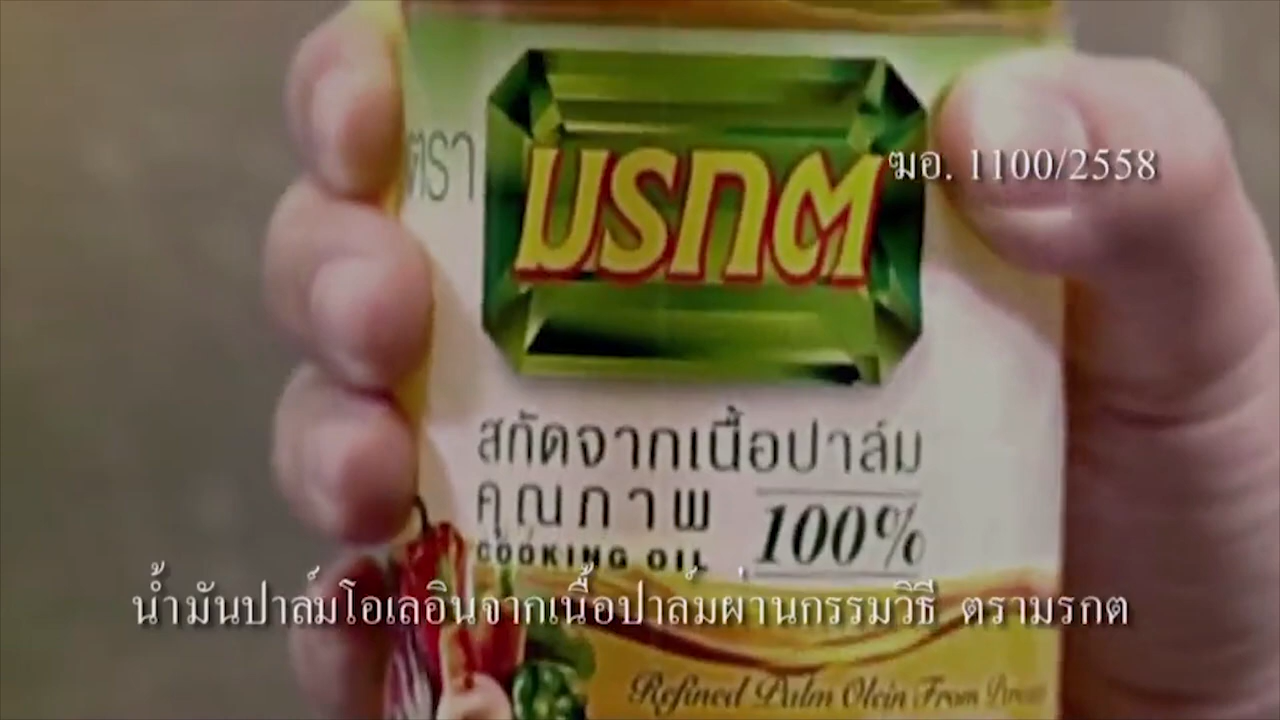 ตรา
มรกต
ฆอ. 1100/2558
สกัดจากเนื้อปาล์ม
คุณภาพ 100%
COOKING OIL
น้ำมันปาล์มโอเลอินจากเนื้อปาล์มผ่านกรรมวิธี ตรามรกต
Refined Palm Olein From